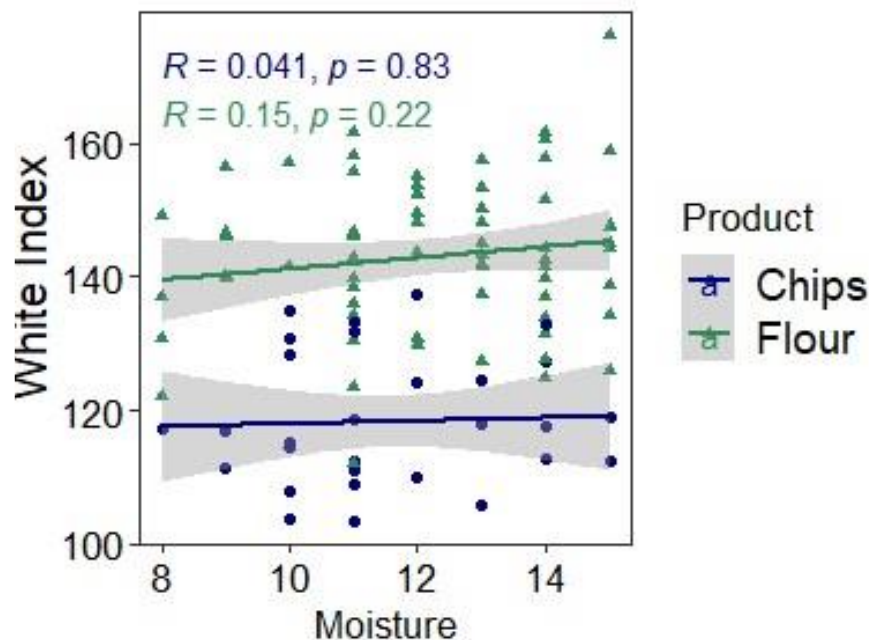 R = 0.041, p = 0.83
R = 0.15, p = 0.22
White Index
160
140
120
100
8 10 12 14
Moisture
Product
a Chips
a Flour